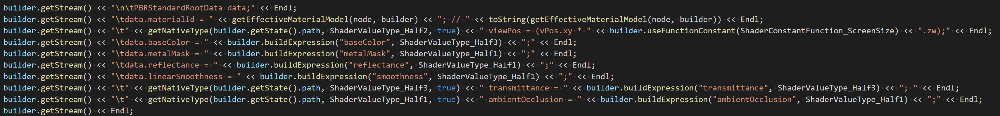 builder.getStream() << "\n\tPBRStandardRootData data;" << Endl;
builder.getStream() << "\tdata.materialId = " << getEffectiveMaterialModel(node, builder) << "; // " << toString(getEffectiveMaterialModel(node, builder)) << Endl;
builder.getStream() << "\t" << getNativeType(builder.getState().path, ShaderValueType_Half2, true) << " viewPos = (vPos.xy * " << builder.useFunctionConstant(ShaderConstantFunction_ScreenSize) << ".zw);" << Endl;
builder.getStream() << "\tdata.baseColor = " << builder.buildExpression("baseColor", ShaderValueType_Half3) << ";" << Endl;
builder.getStream() << "\tdata.metalMask = " << builder.buildExpression("metalMask", ShaderValueType_Half1) << ";" << Endl;
builder.getStream() << "\tdata.reflectance = " << builder.buildExpression("reflectance", ShaderValueType_Half1) << ";" << Endl;
builder.getStream() << "\tdata.linearSmoothness = " << builder.buildExpression("smoothness", ShaderValueType_Half1) << ";" << Endl;
builder.getStream() << "\t" << getNativeType(builder.getState().path, ShaderValueType_Half3, true) << " transmittance = " << builder.buildExpression("transmittance", ShaderValueType_Half3) << "; " << Endl;
builder.getStream() << "\t" << getNativeType(builder.getState().path, ShaderValueType_Half1, true) << " ambientOcclusion = " << builder.buildExpression("ambientOcclusion", ShaderValueType_Half1) << ";" << Endl;
builder.getStream() << Endl;